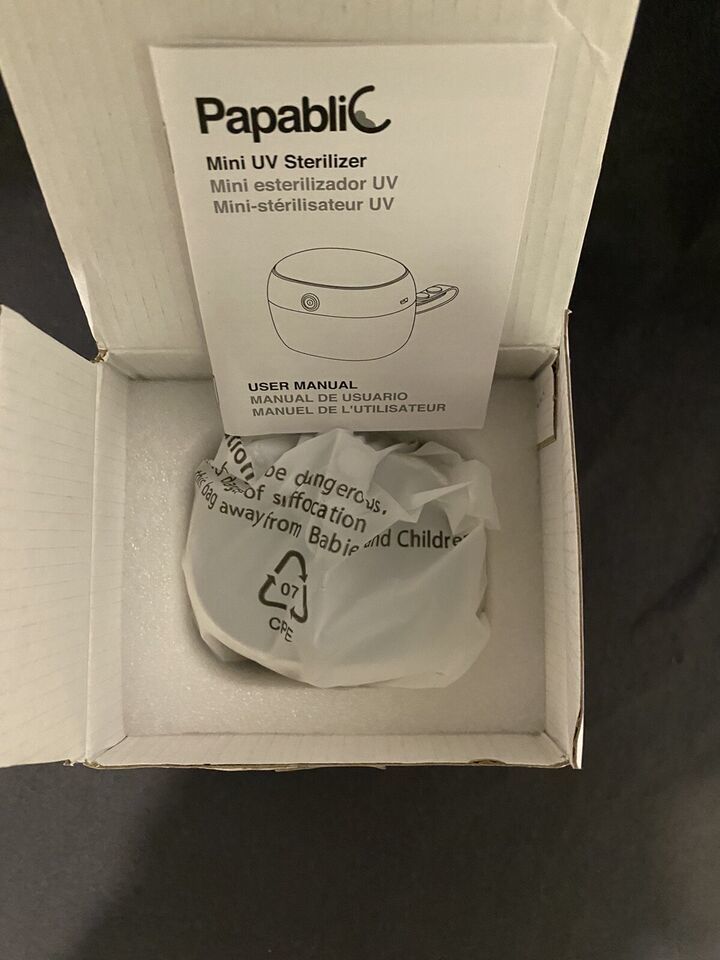 PapabliC
Mini UV Sterilizer
Mini esterilizador UV
Mini-stérilisateur UV
USER MANUAL
MANUAL DE USUARIO
MANUEL DE L'UTILISATEUR
be dangerous.
of suffocation
bag away from Babie and Childre
07
CPE